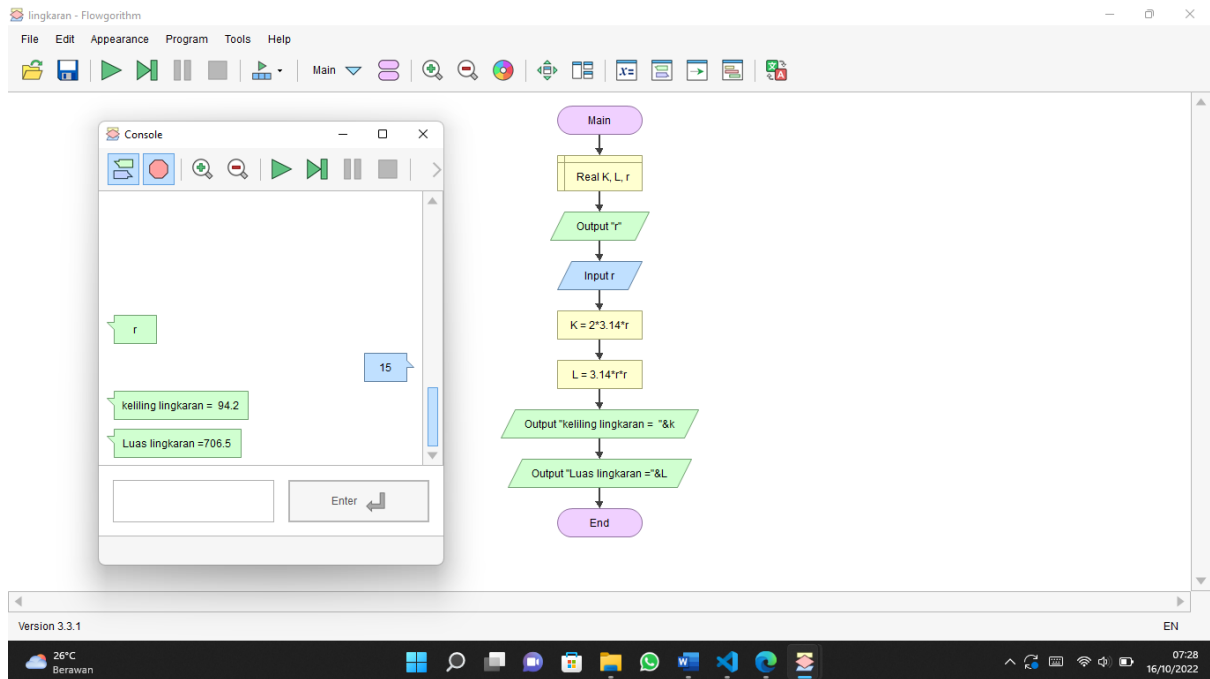 lingkaran - Flowgorithm
File Edit Appearance Program Tools Help
Main
Console
r
15
keliling lingkaran =  94.2
Luas lingkaran =706.5
Enter
Main
Real K, L, r
Output "r"
Input r
K = 2*3.14*r
L = 3.14*r*r
Output "keliling lingkaran =  "&k
Output "Luas lingkaran ="&L
End
Version 3.3.1
EN
26°C
Berawan
07:28
16/10/2022